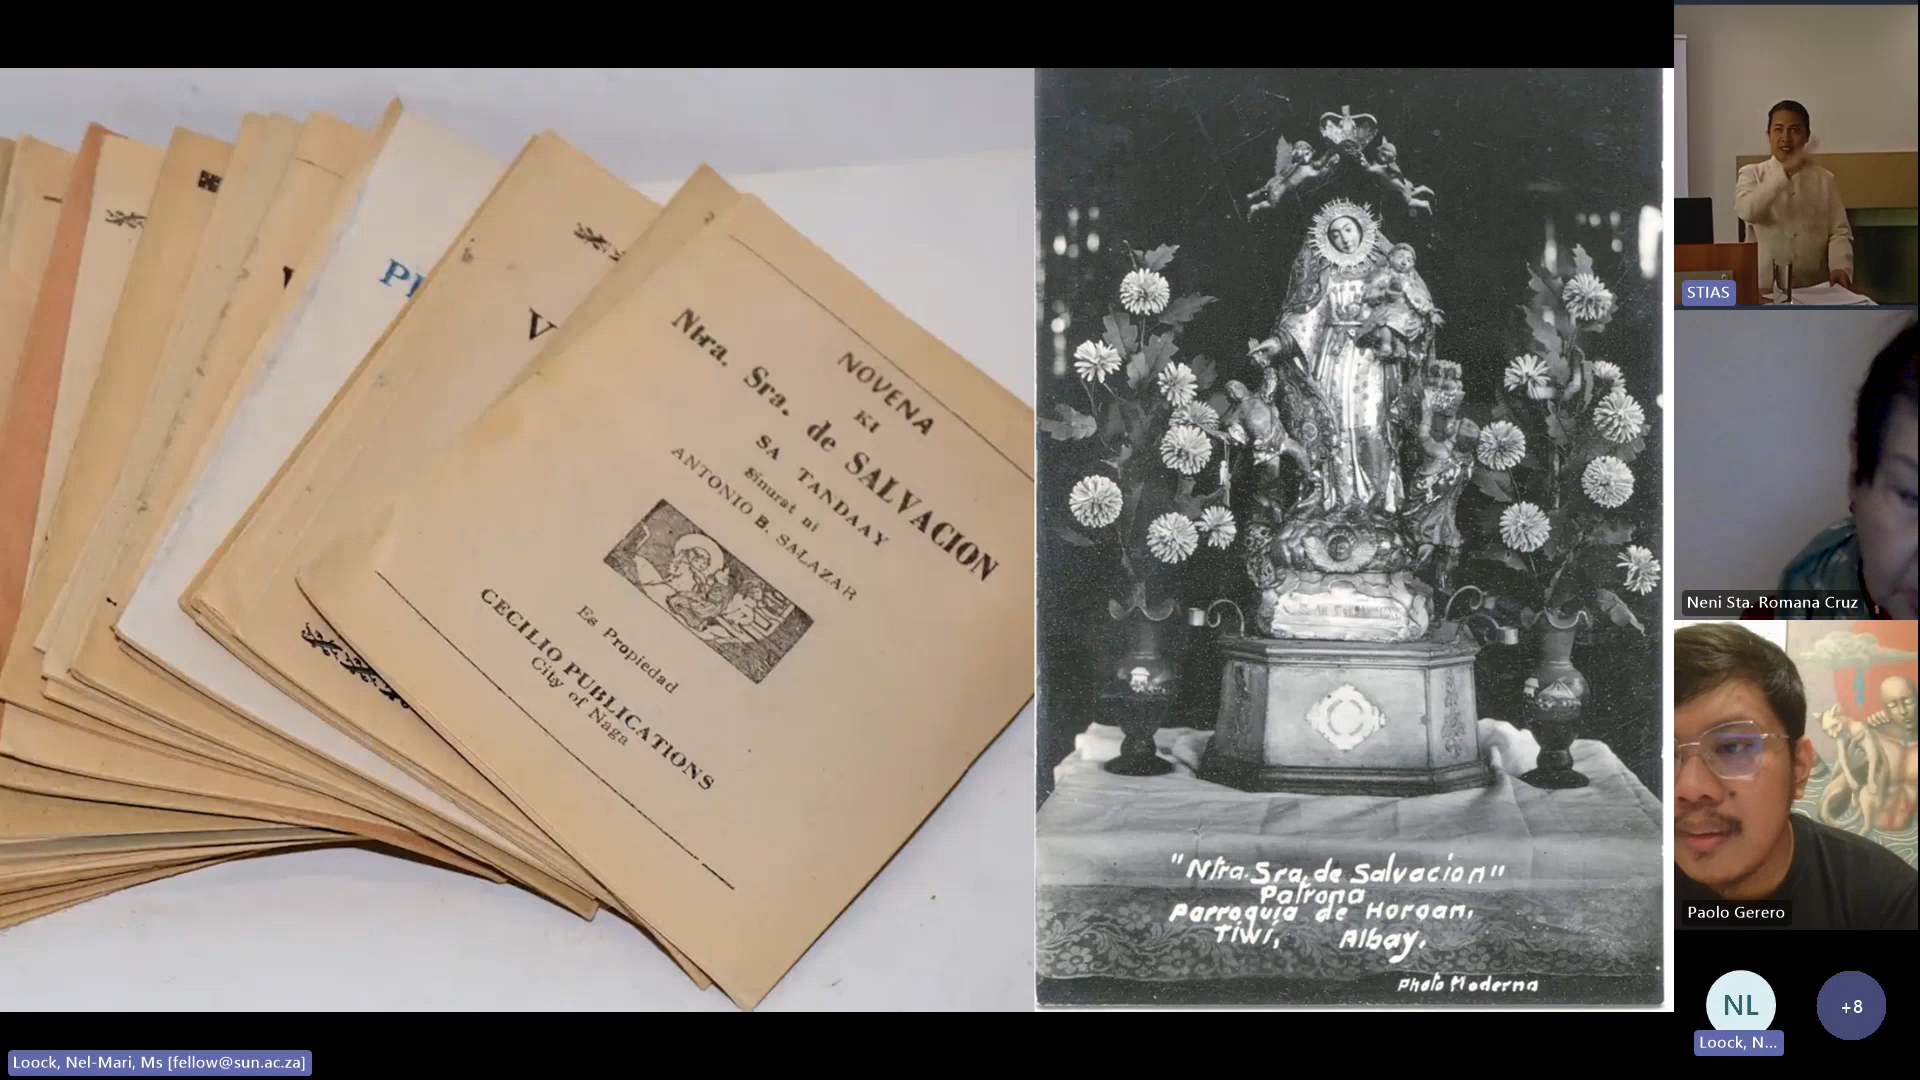 NOVENA
KI
Ntra. Sra. de SALVACION
SA TANDAAY
Sinurat ni
ANTONIO B. SALAZAR
Es Propiedad
CECILIO PUBLICATIONS
City of Naga
"Ntra. Sra. de Salvacion"
Patrona
Parroquia de Horoan,
Tiwi, Albay.
Photo Moderna
STIAS
Neni Sta. Romana Cruz
Paolo Gerero
NL
+8
Loock, N...
Loock, Nel-Mari, Ms [fellow@sun.ac.za]